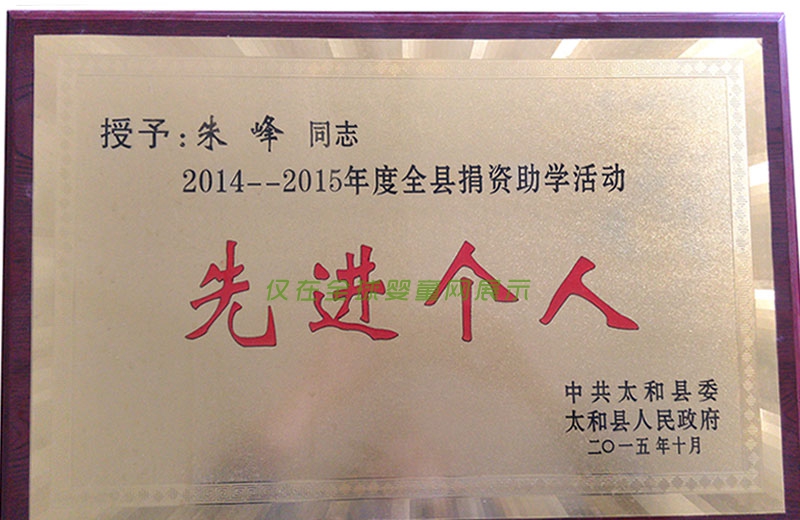 授予:朱峰 同志
2014--2015年度全县捐资助学活动
先进个人
仅在全球婴童网展示
中共太和县委
太和县人民政府
二〇一五年十月